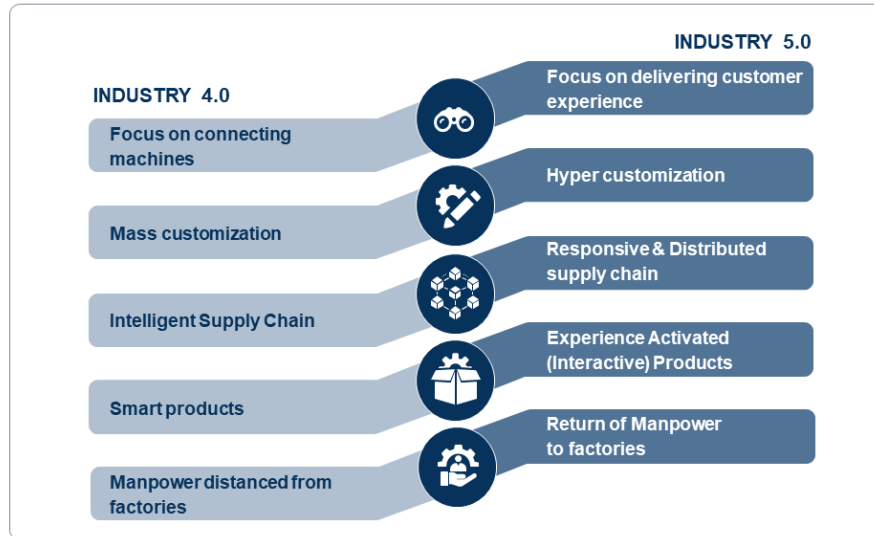 INDUSTRY 5.0
INDUSTRY 4.0
Focus on delivering customer
experience
Focus on connecting
machines
Hyper customization
Mass customization
Responsive & Distributed
supply chain
Intelligent Supply Chain
Experience Activated
(Interactive) Products
Smart products
Return of Manpower
to factories
Manpower distanced from
factories